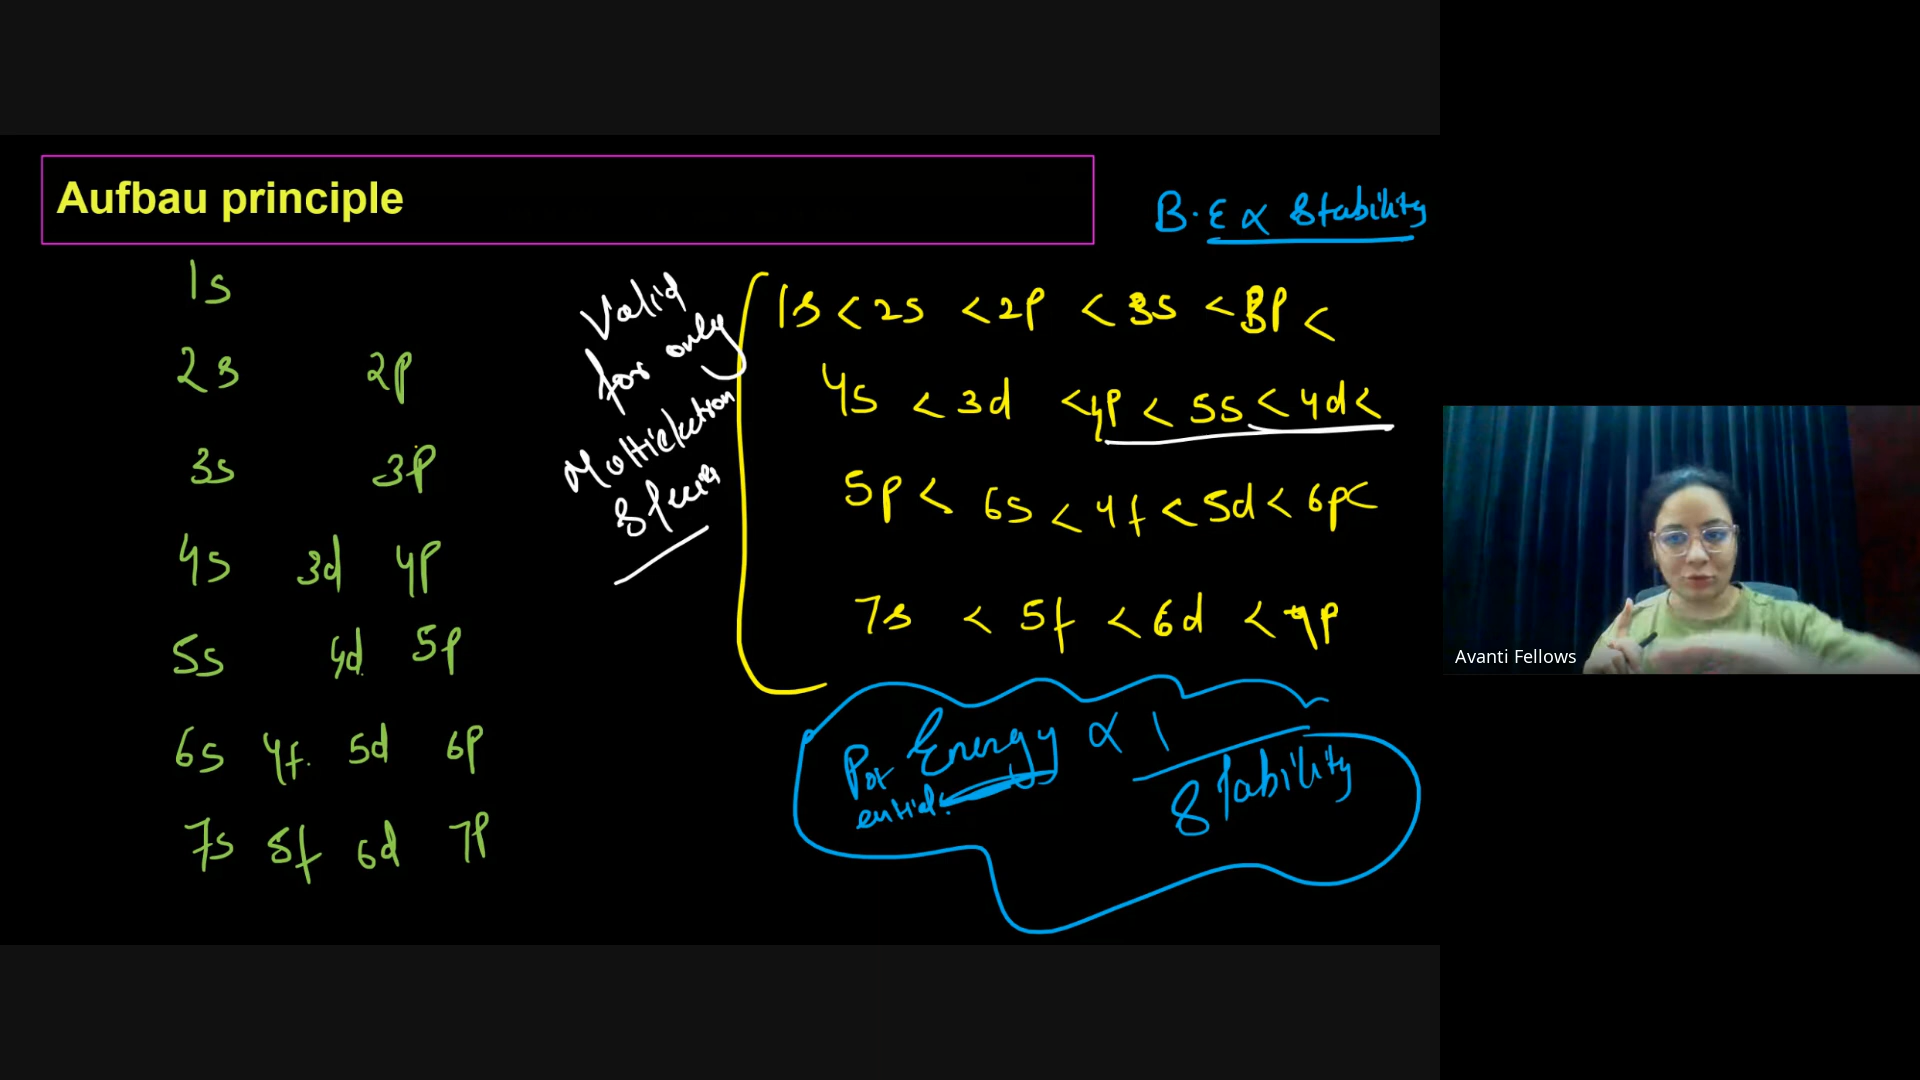 Aufbau principle
B.E ∝ Stability
1s
2s 2p
3s 3p
4s 3d 4p
5s 4d 5p
6s 4f. 5d 6p
7s 5f 6d 7p
Valid
for only
Multielectron
Species
1s < 2s < 2p < 3s < 3p <
4s < 3d < 4p < 5s < 4d <
5p < 6s < 4f < 5d < 6p <
7s < 5f < 6d < 7p
Potential Energy ∝ 1
Stability
Avanti Fellows